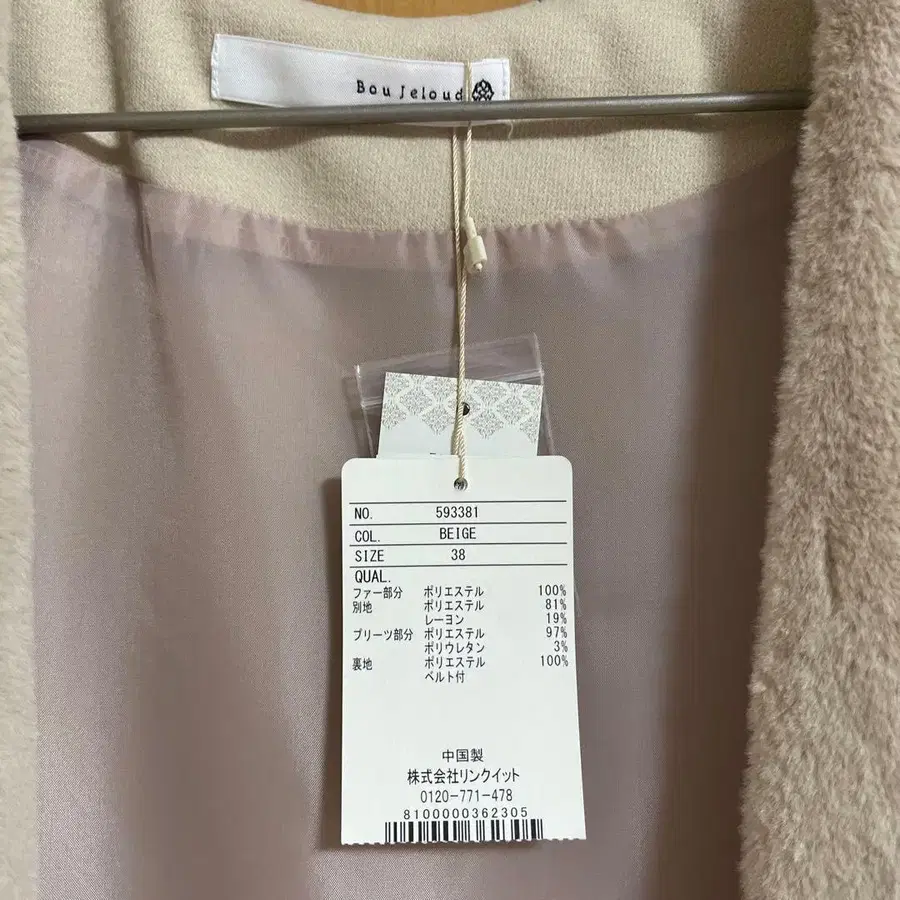 Bou Jeloud
NO. 593381
COL. BEIGE
SIZE 38
QUAL.
ファー部分 ポリエステル 100%
別地 ポリエステル 81%
レーヨン 19%
プリーツ部分 ポリエステル 97%
ポリウレタン 3%
裏地 ポリエステル 100%
ベルト付
中国製
株式会社リンクイット
0120-771-478
8100000362305